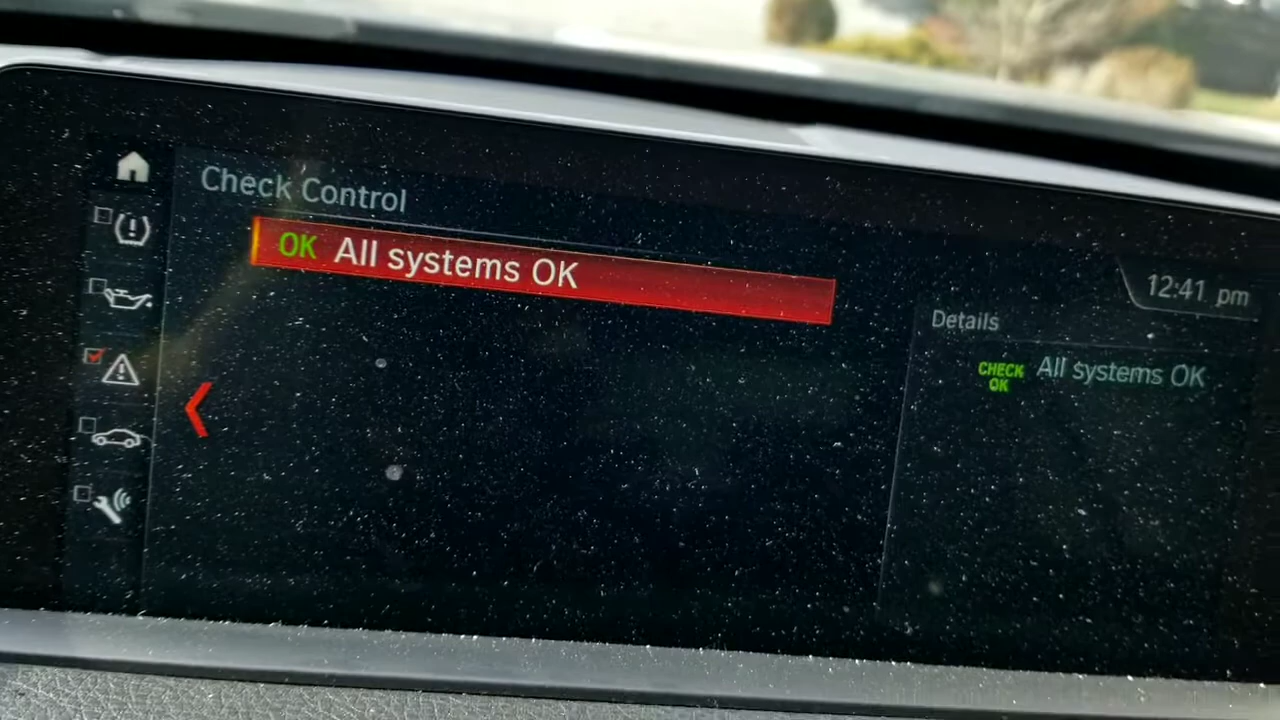 Check Control
OK All systems OK
12:41 pm
Details
CHECK
OK
All systems OK